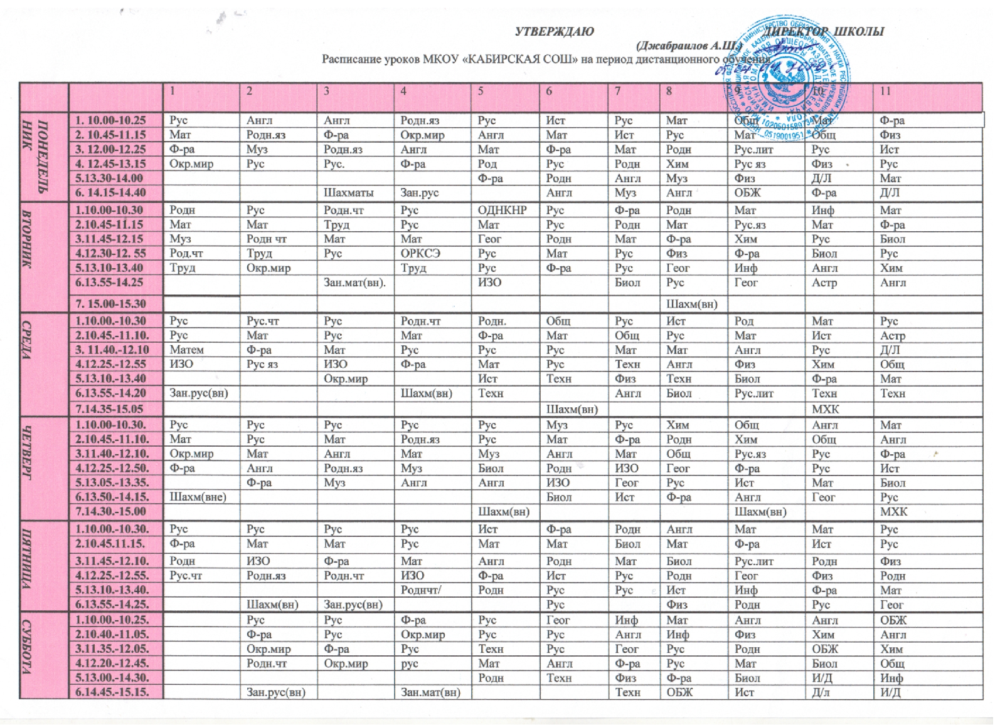 УТВЕРЖДАЮ ДИРЕКТОР ШКОЛЫ
(Джабраилов А.Ш.)
Расписание уроков МКОУ «КАБИРСКАЯ СОШ» на период дистанционного обучения
1 2 3 4 5 6 7 8 9 10 11
ПОНЕДЕЛЬНИК
1. 10.00-10.25 Рус Англ Англ Родн.яз Рус Ист Рус Мат Общ Мат Ф-ра
2. 10.45-11.15 Мат Родн.яз Ф-ра Окр.мир Англ Мат Ист Рус Мат Общ Физ
3. 12.00-12.25 Ф-ра Муз Родн.яз Англ Мат Ф-ра Мат Родн Рус.лит Рус Ист
4. 12.45-13.15 Окр.мир Рус Рус. Ф-ра Род Рус Родн Хим Рус яз Физ Рус
5.13.30-14.00 Ф-ра Родн Англ Муз Физ Д/Л Мат
6. 14.15-14.40 Шахматы Зан.рус Англ Муз Англ ОБЖ Ф-ра Д/Л
ВТОРНИК
1.10.00-10.30 Родн Рус Родн.чт Рус ОДНКНР Рус Ф-ра Родн Мат Инф Мат
2.10.45-11.15 Мат Мат Труд Рус Мат Рус Родн Мат Рус.яз Мат Ф-ра
3.11.45-12.15 Муз Родн чт Мат Мат Геог Родн Мат Ф-ра Хим Рус Биол
4.12.30-12. 55 Род.чт Труд Рус ОРКСЭ Рус Мат Рус Физ Ф-ра Биол Рус
5.13.10-13.40 Труд Окр.мир Труд Рус Ф-ра Рус Геог Инф Англ Хим
6.13.55-14.25 Зан.мат(вн). ИЗО Биол Рус Геог Астр Англ
7. 15.00-15.30 Шахм(вн)
СРЕДА
1.10.00.-10.30 Рус Рус.чт Рус Родн.чт Родн. Общ Рус Ист Род Мат Рус
2.10.45.-11.10. Рус Мат Рус Мат Ф-ра Мат Общ Рус Мат Ист Астр
3. 11.40.-12.10 Матем Ф-ра Мат Рус Рус Рус Мат Мат Англ Рус Д/Л
4.12.25.-12.55 ИЗО Рус яз ИЗО Ф-ра Мат Рус Техн Англ Физ Хим Общ
5.13.10.-13.40 Окр.мир Ист Техн Физ Техн Биол Ф-ра Мат
6.13.55.-14.20 Зан.рус(вн) Шахм(вн) Техн Англ Биол Рус.лит Техн Техн
7.14.35-15.05 Шахм(вн) МХК
ЧЕТВЕРГ
1.10.00-10.30. Рус Рус Рус Рус Рус Муз Рус Хим Общ Англ Мат
2.10.45.-11.10. Мат Рус Мат Родн.яз Рус Мат Ф-ра Родн Хим Общ Англ
3.11.40.-12.10. Окр.мир Мат Англ Мат Муз Англ Мат Общ Рус.яз Рус Ф-ра
4.12.25.-12.50. Ф-ра Англ Родн.яз Муз Биол Родн ИЗО Геог Ф-ра Рус Ист
5.13.05.-13.35. Ф-ра Муз Англ Англ ИЗО Геог Рус Ист Мат Биол
6.13.50.-14.15. Шахм(вне) Биол Ист Ф-ра Англ Геог Рус
7.14.30.-15.00 Шахм(вн) Шахм(вн) МХК
ПЯТНИЦА
1.10.00.-10.30. Рус Рус Рус Рус Ист Ф-ра Родн Англ Мат Мат Рус
2.10.45.11.15. Ф-ра Мат Мат Рус Мат Мат Биол Мат Ф-ра Ист Рус
3.11.45.-12.10. Родн ИЗО Ф-ра Мат Англ Родн Мат Биол Рус.лит Родн Физ
4.12.25.-12.55. Рус.чт Родн.яз Родн.чт ИЗО Ф-ра Ист Рус Родн Геог Физ Родн
5.13.10.-13.40. Роднчт/ Родн Рус Рус Ист Инф Ф-ра Мат
6.13.55.-14.25. Шахм(вн) Зан.рус(вн) Рус Физ Родн Рус Геог
СУББОТА
1.10.00.-10.25. Рус Рус Ф-ра Рус Геог Инф Мат Англ Англ ОБЖ
2.10.40.-11.05. Ф-ра Рус Окр.мир Рус Рус Англ Инф Физ Хим Англ
3.11.35.-12.05. Окр.мир Ф-ра Рус Техн Рус Геог Рус Родн ОБЖ Хим
4.12.20.-12.45. Родн.чт Окр.мир рус Мат Англ Ф-ра Рус Мат Биол Общ
5.13.00.-14.30. Родн Техн Физ Ф-ра Биол И/Д Инф
6.14.45.-15.15. Зан.рус(вн) Зан.мат(вн) Техн ОБЖ Ист Д/л И/Д